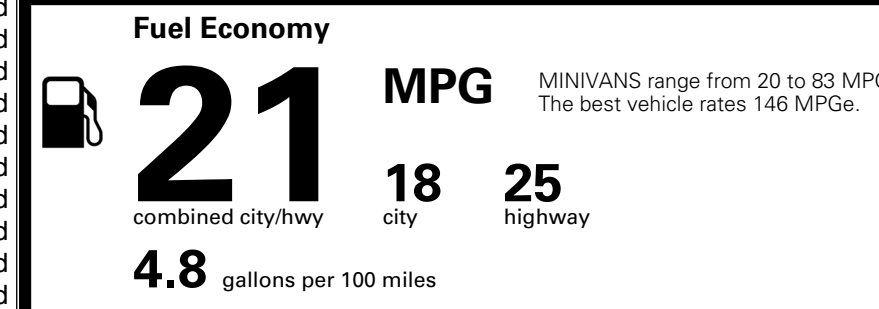 Fuel Economy
21 MPG
MINIVANS range from 20 to 83 MPG
The best vehicle rates 146 MPGe.
18 25
combined city/hwy city highway
4.8 gallons per 100 miles
d
d
d
d
d
d
d
d
d
d